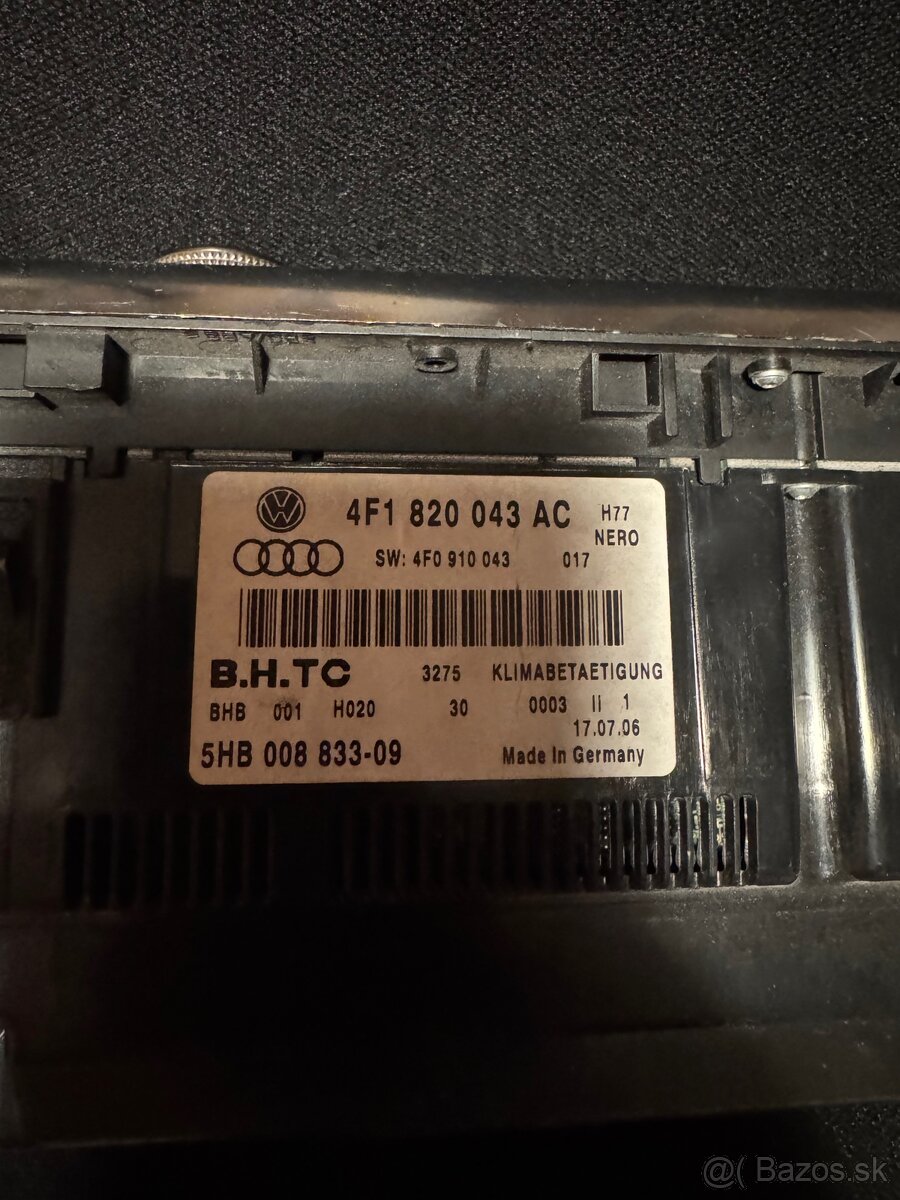 4F1 820 043 AC H77
NERO
SW: 4F0 910 043 017
B.H.TC 3275 KLIMABETAETIGUNG
BHB 001 H020 30 0003 II 1
17.07.06
5HB 008 833-09 Made In Germany
@( Bazos.sk